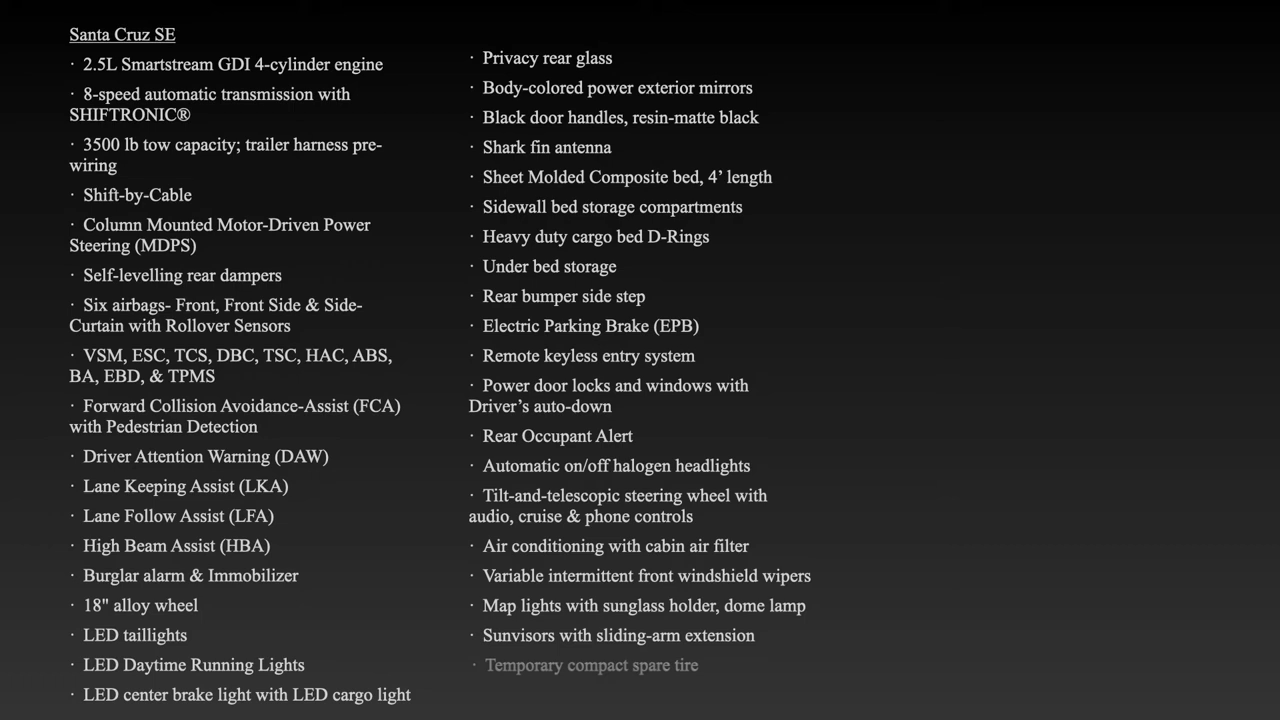 Santa Cruz SE
· 2.5L Smartstream GDI 4-cylinder engine
· 8-speed automatic transmission with
SHIFTRONIC®
· 3500 lb tow capacity; trailer harness pre-
wiring
· Shift-by-Cable
· Column Mounted Motor-Driven Power
Steering (MDPS)
· Self-levelling rear dampers
· Six airbags- Front, Front Side & Side-
Curtain with Rollover Sensors
· VSM, ESC, TCS, DBC, TSC, HAC, ABS,
BA, EBD, & TPMS
· Forward Collision Avoidance-Assist (FCA)
with Pedestrian Detection
· Driver Attention Warning (DAW)
· Lane Keeping Assist (LKA)
· Lane Follow Assist (LFA)
· High Beam Assist (HBA)
· Burglar alarm & Immobilizer
· 18" alloy wheel
· LED taillights
· LED Daytime Running Lights
· LED center brake light with LED cargo light
· Privacy rear glass
· Body-colored power exterior mirrors
· Black door handles, resin-matte black
· Shark fin antenna
· Sheet Molded Composite bed, 4’ length
· Sidewall bed storage compartments
· Heavy duty cargo bed D-Rings
· Under bed storage
· Rear bumper side step
· Electric Parking Brake (EPB)
· Remote keyless entry system
· Power door locks and windows with
Driver’s auto-down
· Rear Occupant Alert
· Automatic on/off halogen headlights
· Tilt-and-telescopic steering wheel with
audio, cruise & phone controls
· Air conditioning with cabin air filter
· Variable intermittent front windshield wipers
· Map lights with sunglass holder, dome lamp
· Sunvisors with sliding-arm extension
· Temporary compact spare tire